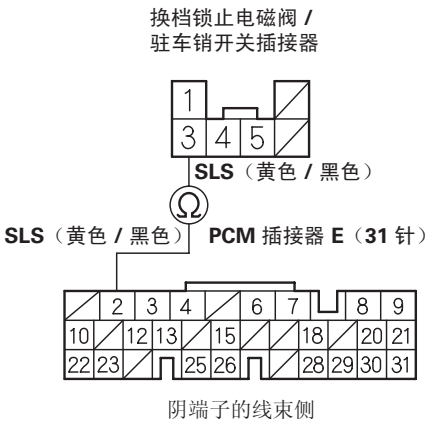 换档锁止电磁阀 /
驻车销开关插接器
1
3 4 5
SLS（黄色 / 黑色）
Ω
SLS（黄色 / 黑色） PCM 插接器 E（31 针）
2 3 4 6 7 8 9
10 12 13 15 18 20 21
22 23 25 26 28 29 30 31
阴端子的线束侧